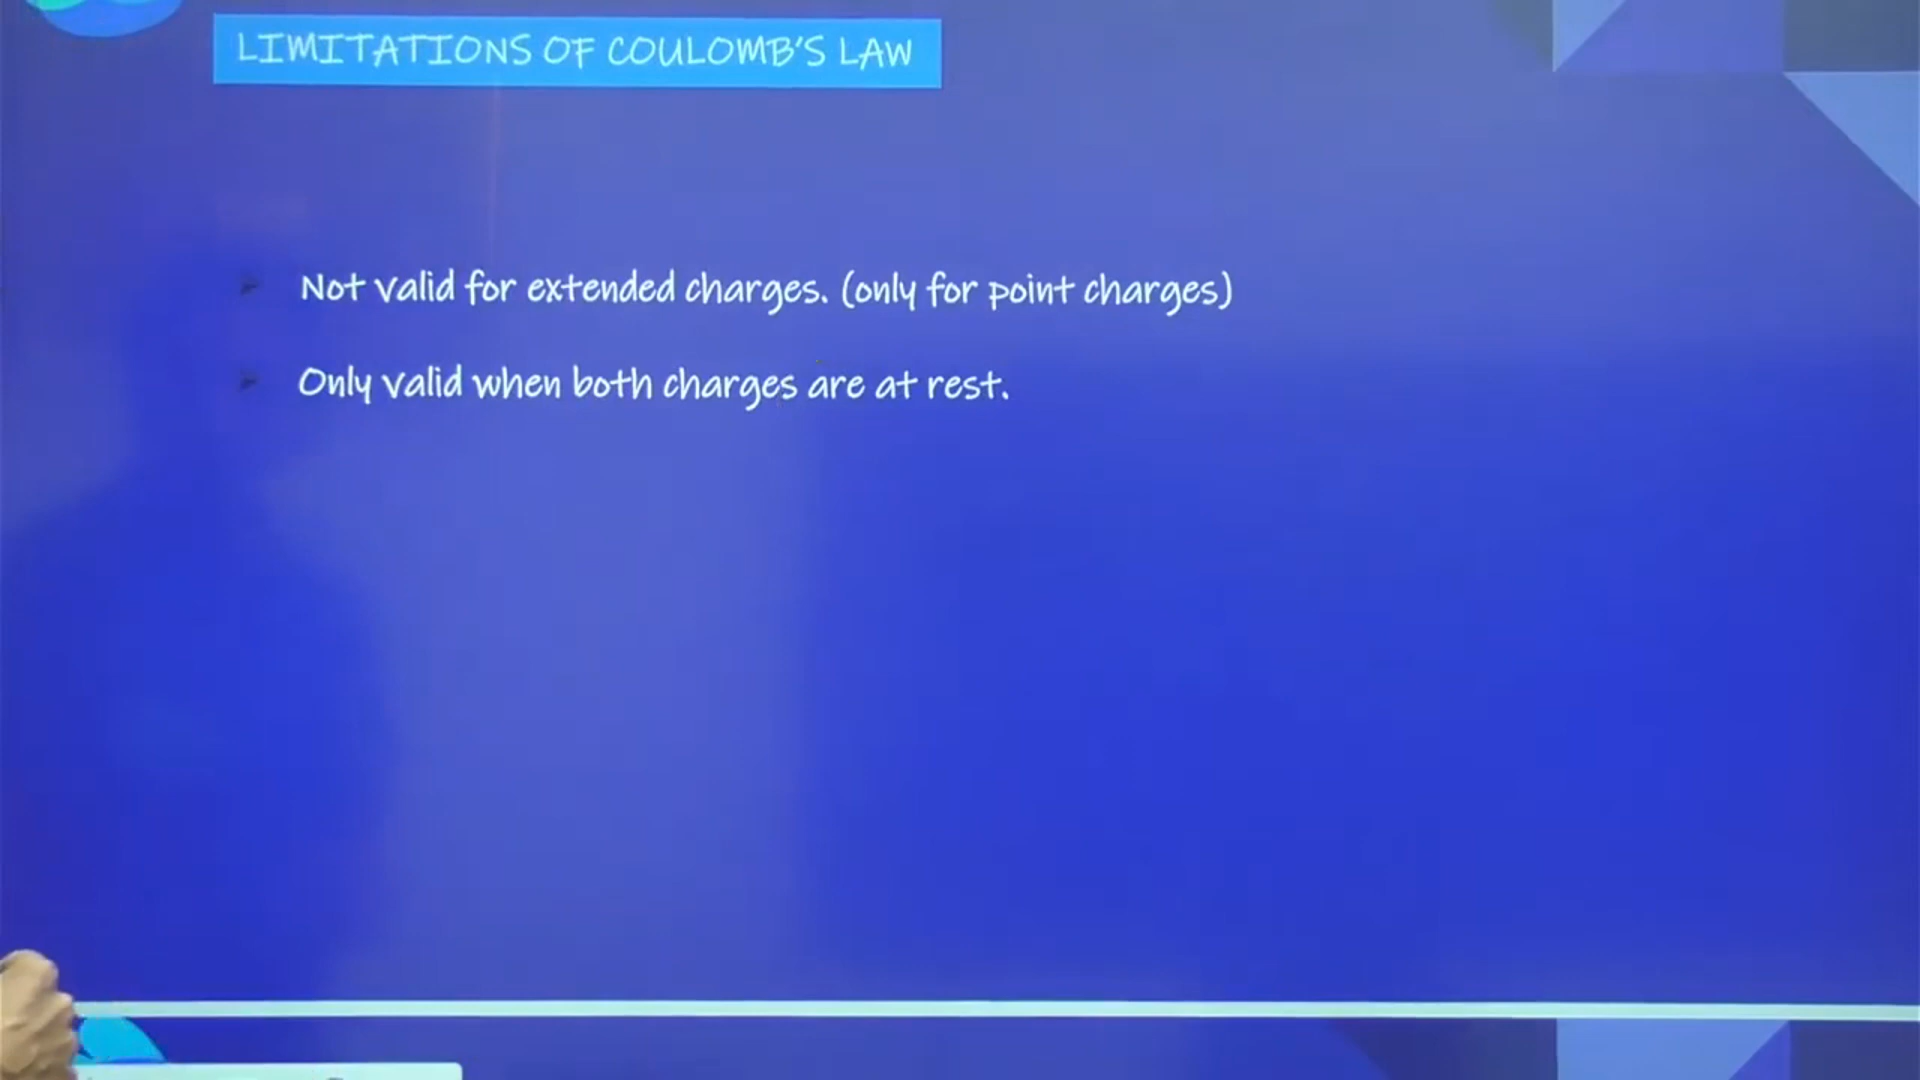 LIMITATIONS OF COULOMB'S LAW
Not valid for extended charges. (only for point charges)
Only valid when both charges are at rest.